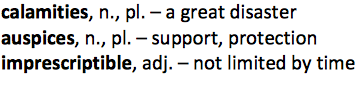 calamities, n., pl. – a great disaster
auspices, n., pl. – support, protection
imprescriptible, adj. – not limited by time